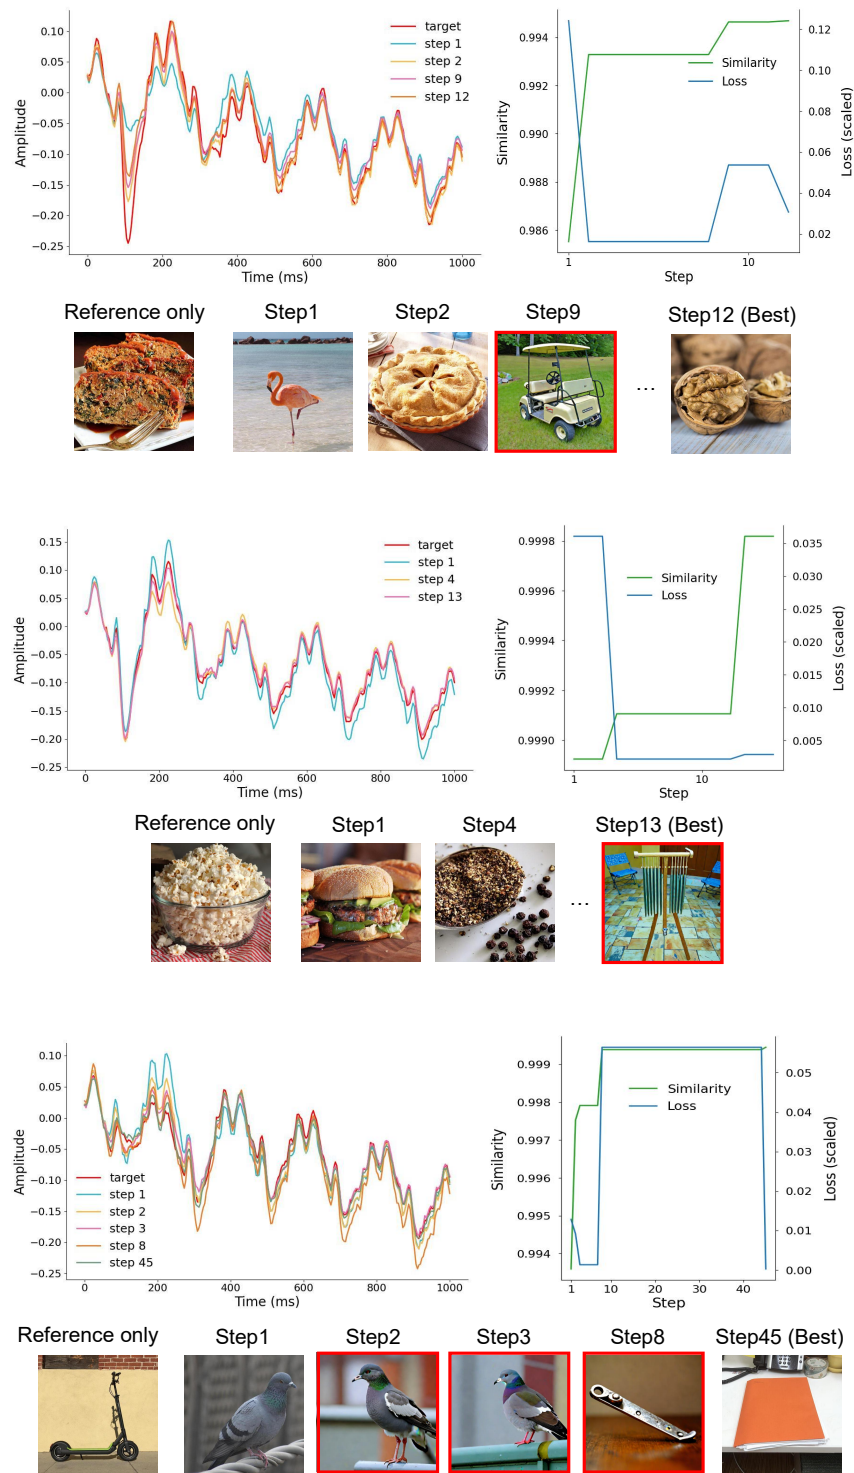 0.10
0.05
0.00
−0.05
−0.10
−0.15
−0.20
−0.25
Amplitude
0 200 400 600 800 1000
Time (ms)
target
step 1
step 2
step 9
step 12
0.994
0.992
0.990
0.988
0.986
Similarity
Similarity
Loss
0.12
0.10
0.08
0.06
0.04
0.02
Loss (scaled)
1 10
Step
Reference only Step1 Step2 Step9 Step12 (Best)
...
0.15
0.10
0.05
0.00
−0.05
−0.10
−0.15
−0.20
−0.25
Amplitude
0 200 400 600 800 1000
Time (ms)
target
step 1
step 4
step 13
0.9998
0.9996
0.9994
0.9992
0.9990
Similarity
Similarity
Loss
0.035
0.030
0.025
0.020
0.015
0.010
0.005
Loss (scaled)
1 10
Step
Reference only Step1 Step4 Step13 (Best)
...
0.10
0.05
0.00
−0.05
−0.10
−0.15
−0.20
−0.25
Amplitude
target
step 1
step 2
step 3
step 8
step 45
0 200 400 600 800 1000
Time (ms)
0.999
0.998
0.997
0.996
0.995
0.994
Similarity
Similarity
Loss
0.05
0.04
0.03
0.02
0.01
0.00
Loss (scaled)
1 10 20 30 40
Step
Reference only Step1 Step2 Step3 Step8 Step45 (Best)